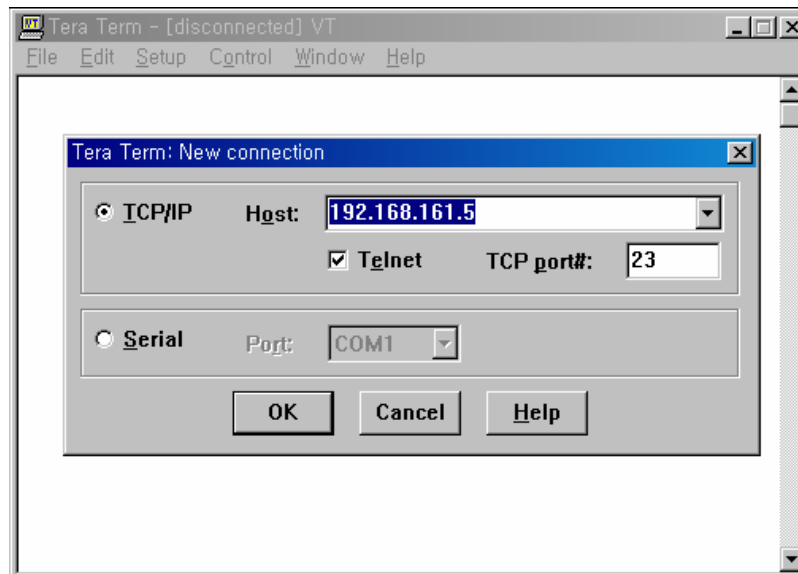 VT Tera Term - [disconnected] VT
File Edit Setup Control Window Help
Tera Term: New connection
TCP/IP Host: 192.168.161.5
Telnet TCP port#: 23
Serial Port: COM1
OK Cancel Help